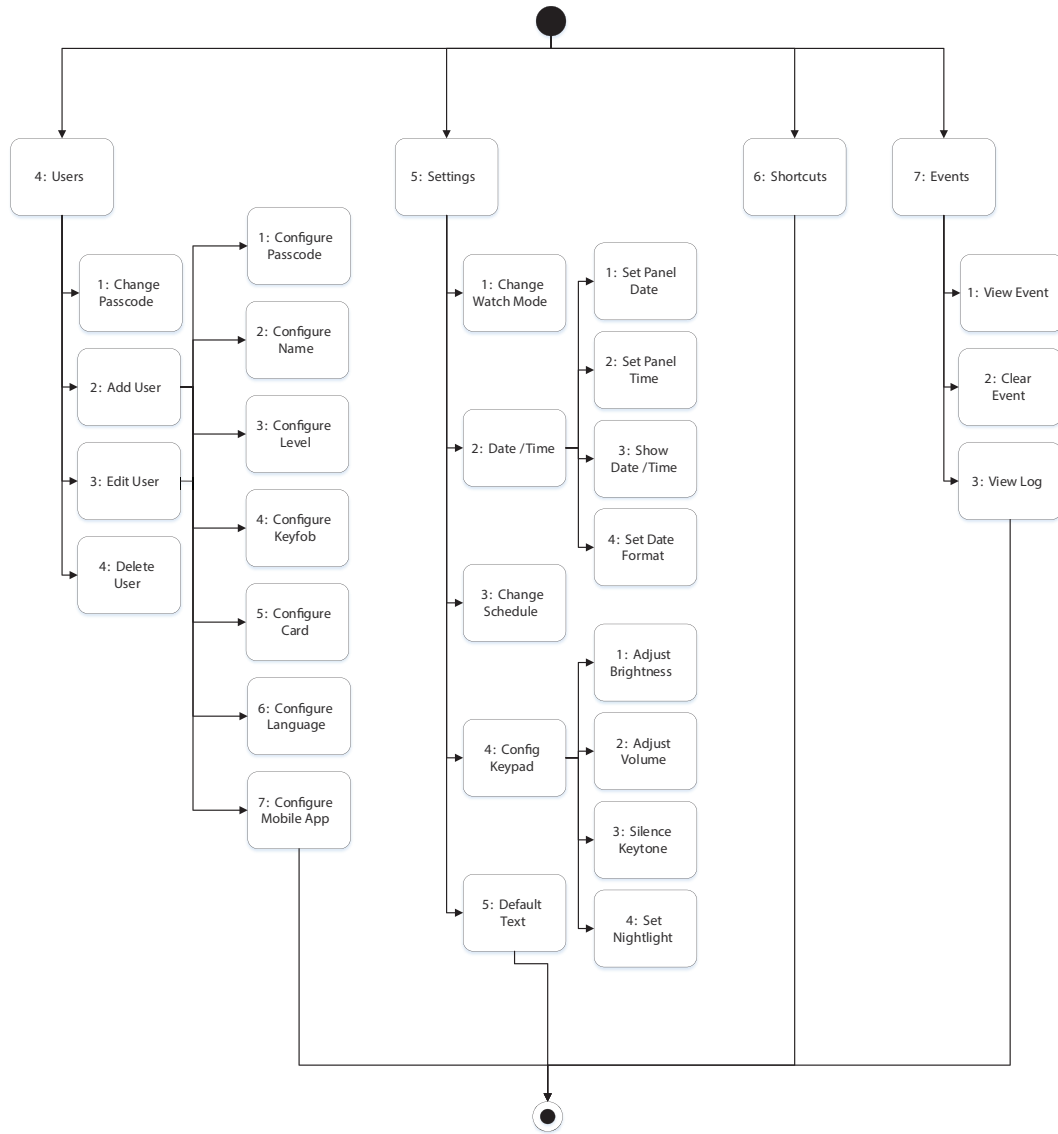 4: Users
1: Change
Passcode
2: Add User
3: Edit User
4: Delete
User
1: Configure
Passcode
2: Configure
Name
3: Configure
Level
4: Configure
Keyfob
5: Configure
Card
6: Configure
Language
7: Configure
Mobile App
5: Settings
1: Change
Watch Mode
2: Date /Time
1: Set Panel
Date
2: Set Panel
Time
3: Show
Date /Time
4: Set Date
Format
3: Change
Schedule
4: Config
Keypad
1: Adjust
Brightness
2: Adjust
Volume
3: Silence
Keytone
4: Set
Nightlight
5: Default
Text
6: Shortcuts
7: Events
1: View Event
2: Clear
Event
3: View Log